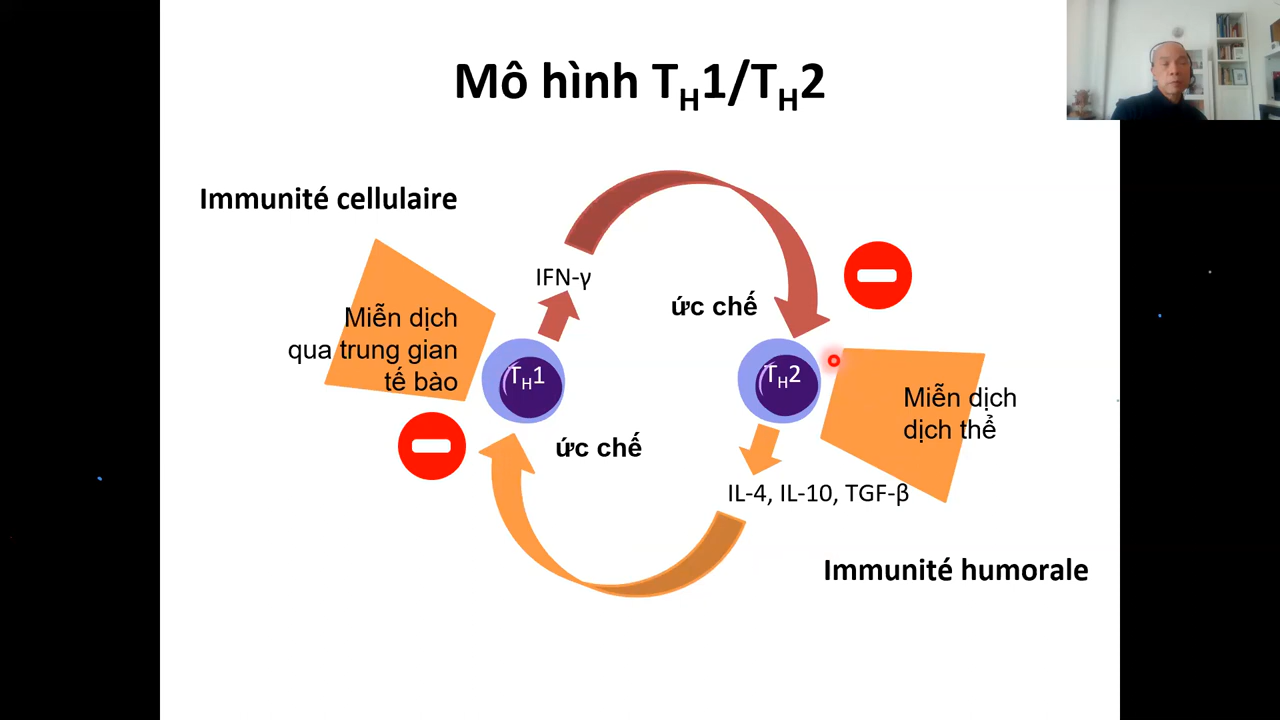 Mô hình TH1/TH2
Immunité cellulaire
IFN-γ
ức chế
Miễn dịch
qua trung gian
tế bào
TH1
TH2
Miễn dịch
dịch thể
ức chế
IL-4, IL-10, TGF-β
Immunité humorale